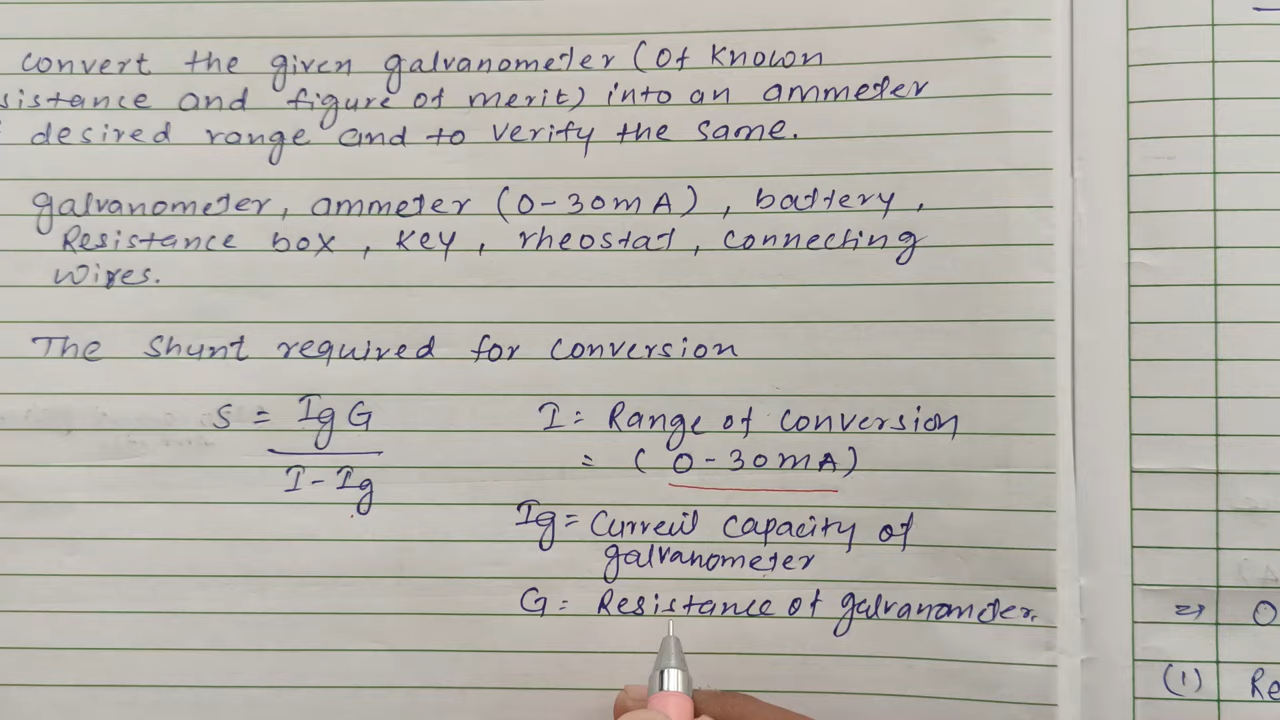 convert the given galvanometer (of known
sistance and figure of merit) into an ammeter
desired range and to verify the same.
galvanometer, ammeter (0-30mA), battery,
Resistance box, key, rheostat, connecting
wires.
The shunt required for conversion
S = IgG / I - Ig
I = Range of conversion
= (0-30mA)
Ig = Current capacity of
galvanometer
G = Resistance of galvanometer.
⇒ O
(1) Re